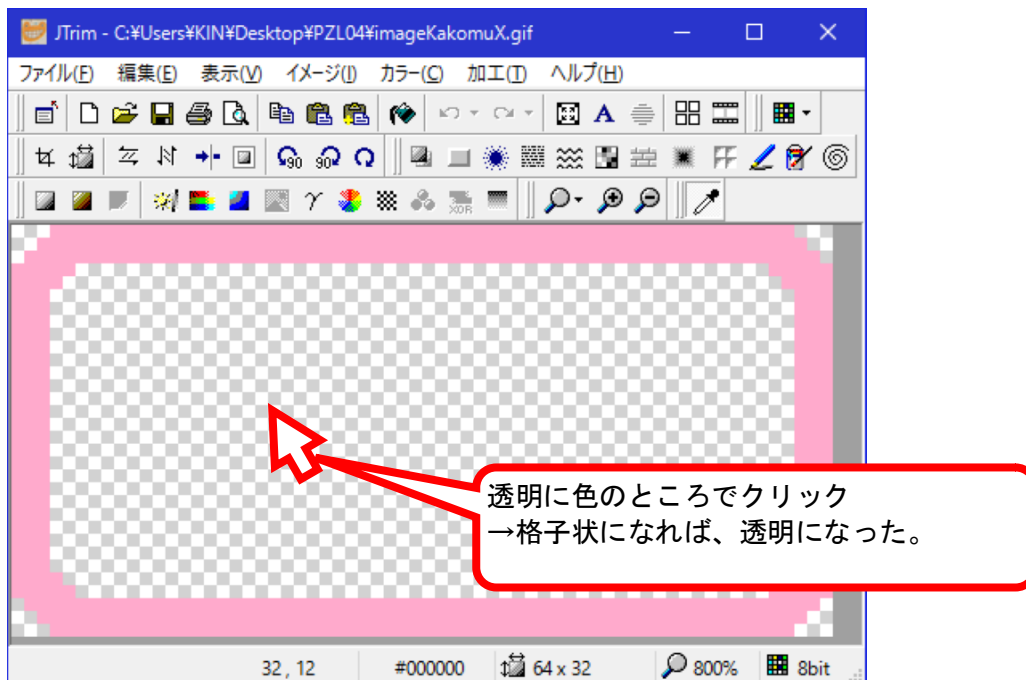 JTrim - C:¥Users¥KIN¥Desktop¥PZL04¥imageKakomuX.gif
ファイル(F) 編集(E) 表示(V) イメージ(I) カラー(C) 加工(T) ヘルプ(H)
A
90 90
γ XOR
透明に色のところでクリック
→格子状になれば、透明になった。
32 , 12 #000000 64 x 32 800% 8bit